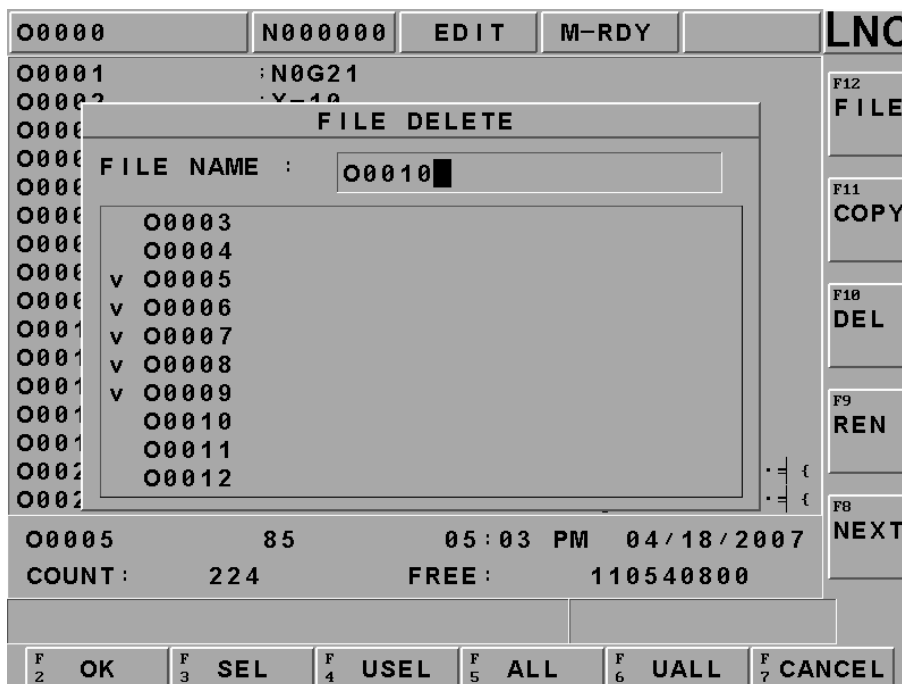 O0000 N000000 EDIT M-RDY LNC
O0001 ;N0G21
O0002
FILE DELETE
FILE NAME : O0010
O0003
O0004
v O0005
v O0006
v O0007
v O0008
v O0009
O0010
O0011
O0012
O0005 85 05:03 PM 04/18/2007
COUNT: 224 FREE: 110540800
F12
FILE
F11
COPY
F10
DEL
F9
REN
F8
NEXT
F2 OK F3 SEL F4 USEL F5 ALL F6 UALL F7 CANCEL